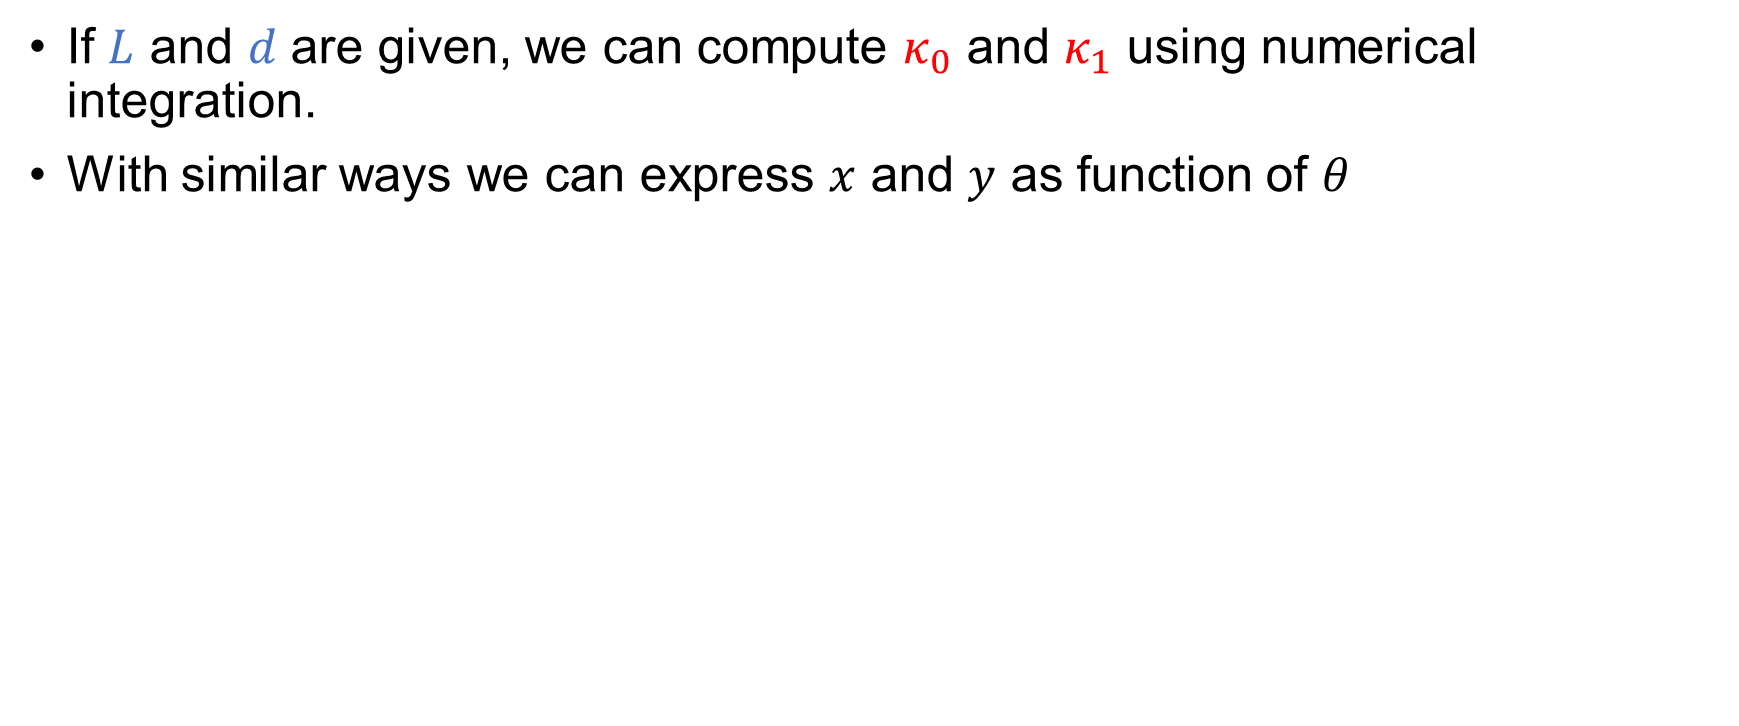 • If 𝐿 and 𝑑 are given, we can compute 𝜅₀ and 𝜅₁ using numerical
integration.
• With similar ways we can express 𝑥 and 𝑦 as function of 𝜃